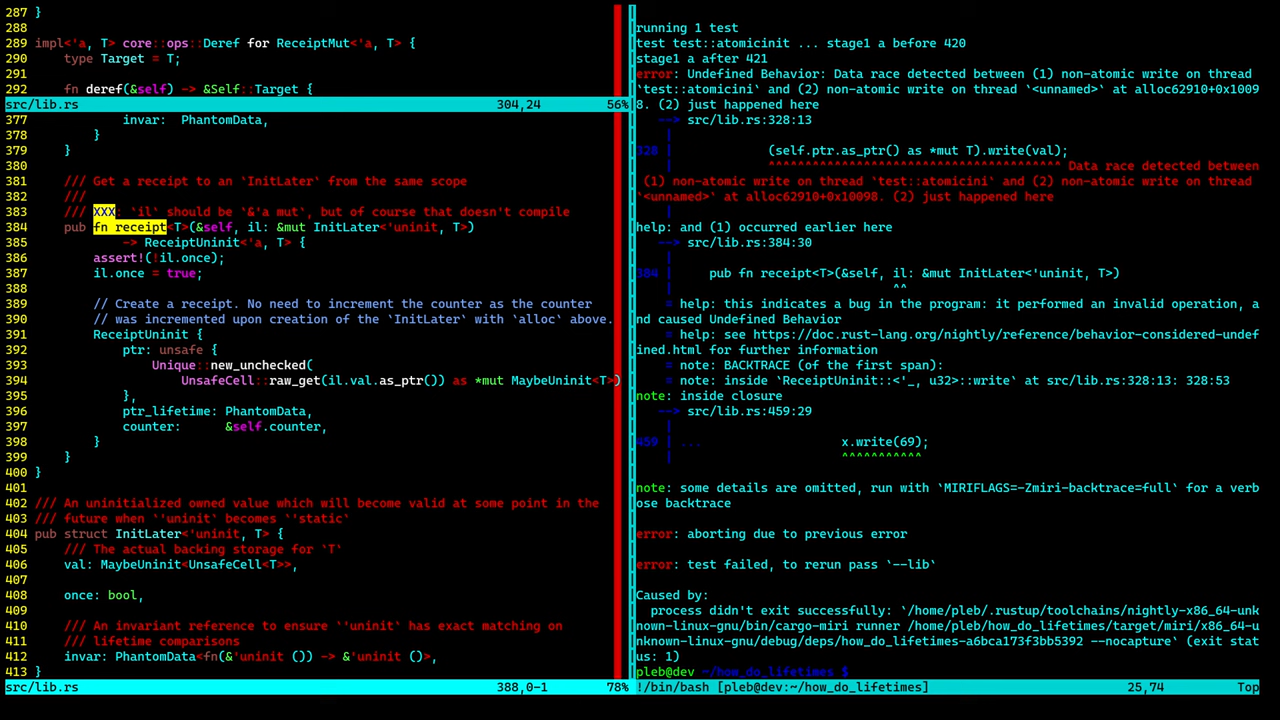 287 }
288
289 impl<'a, T> core::ops::Deref for ReceiptMut<'a, T> {
290     type Target = T;
291
292     fn deref(&self) -> &Self::Target {
src/lib.rs 304,24 56%
377             invar:  PhantomData,
378         }
379     }
380
381     /// Get a receipt to an `InitLater` from the same scope
382     ///
383     /// XXX: `il` should be `&'a mut`, but of course that doesn't compile
384     pub fn receipt<T>(&self, il: &mut InitLater<'uninit, T>)
385             -> ReceiptUninit<'a, T> {
386         assert!(!il.once);
387         il.once = true;
388
389         // Create a receipt. No need to increment the counter as the counter
390         // was incremented upon creation of the `InitLater` with `alloc` above.
391         ReceiptUninit {
392             ptr: unsafe {
393                 Unique::new_unchecked(
394                     UnsafeCell::raw_get(il.val.as_ptr()) as *mut MaybeUninit<T>)
395             },
396             ptr_lifetime: PhantomData,
397             counter:      &self.counter,
398         }
399     }
400 }
401
402 /// An uninitialized owned value which will become valid at some point in the
403 /// future when `'uninit` becomes `'static`
404 pub struct InitLater<'uninit, T> {
405     /// The actual backing storage for `T`
406     val: MaybeUninit<UnsafeCell<T>>,
407
408     once: bool,
409
410     /// An invariant reference to ensure `'uninit` has exact matching on
411     /// lifetime comparisons
412     invar: PhantomData<fn(&'uninit ()) -> &'uninit ()>,
413 }
src/lib.rs 388,0-1 78%
running 1 test
test test::atomicinit ... stage1 a before 420
stage1 a after 421
error: Undefined Behavior: Data race detected between (1) non-atomic write on thread
`test::atomicini` and (2) non-atomic write on thread `<unnamed>` at alloc62910+0x1009
8. (2) just happened here
--> src/lib.rs:328:13
|
328 |             (self.ptr.as_ptr() as *mut T).write(val);
| ^^^^^^^^^^^^^^^^^^^^^^^^^^^^^^^^^^^^^^^^ Data race detected between
(1) non-atomic write on thread `test::atomicini` and (2) non-atomic write on thread
`<unnamed>` at alloc62910+0x10098. (2) just happened here
|
help: and (1) occurred earlier here
--> src/lib.rs:384:30
|
384 |     pub fn receipt<T>(&self, il: &mut InitLater<'uninit, T>)
| ^^
= help: this indicates a bug in the program: it performed an invalid operation, a
nd caused Undefined Behavior
= help: see https://doc.rust-lang.org/nightly/reference/behavior-considered-undef
ined.html for further information
= note: BACKTRACE (of the first span):
= note: inside `ReceiptUninit::<'_, u32>::write` at src/lib.rs:328:13: 328:53
note: inside closure
--> src/lib.rs:459:29
|
459 | ...                   x.write(69);
| ^^^^^^^^^^^
note: some details are omitted, run with `MIRIFLAGS=-Zmiri-backtrace=full` for a verb
ose backtrace
error: aborting due to previous error
error: test failed, to rerun pass `--lib`
Caused by:
process didn't exit successfully: `/home/pleb/.rustup/toolchains/nightly-x86_64-unk
nown-linux-gnu/bin/cargo-miri runner /home/pleb/how_do_lifetimes/target/miri/x86_64-u
nknown-linux-gnu/debug/deps/how_do_lifetimes-a6bca173f3bb5392 --nocapture` (exit stat
us: 1)
pleb@dev ~/how_do_lifetimes $
!/bin/bash [pleb@dev:~/how_do_lifetimes] 25,74 Top